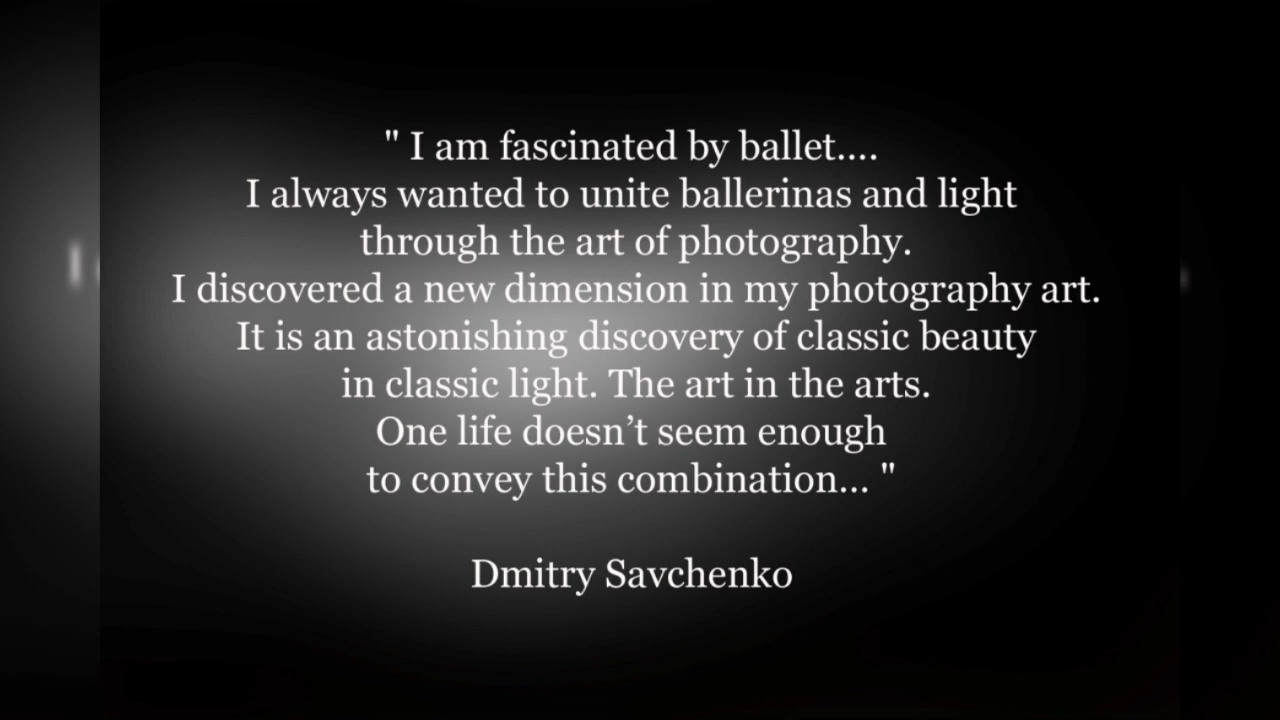 " I am fascinated by ballet....
I always wanted to unite ballerinas and light
through the art of photography.
I discovered a new dimension in my photography art.
It is an astonishing discovery of classic beauty
in classic light. The art in the arts.
One life doesn’t seem enough
to convey this combination... "
Dmitry Savchenko